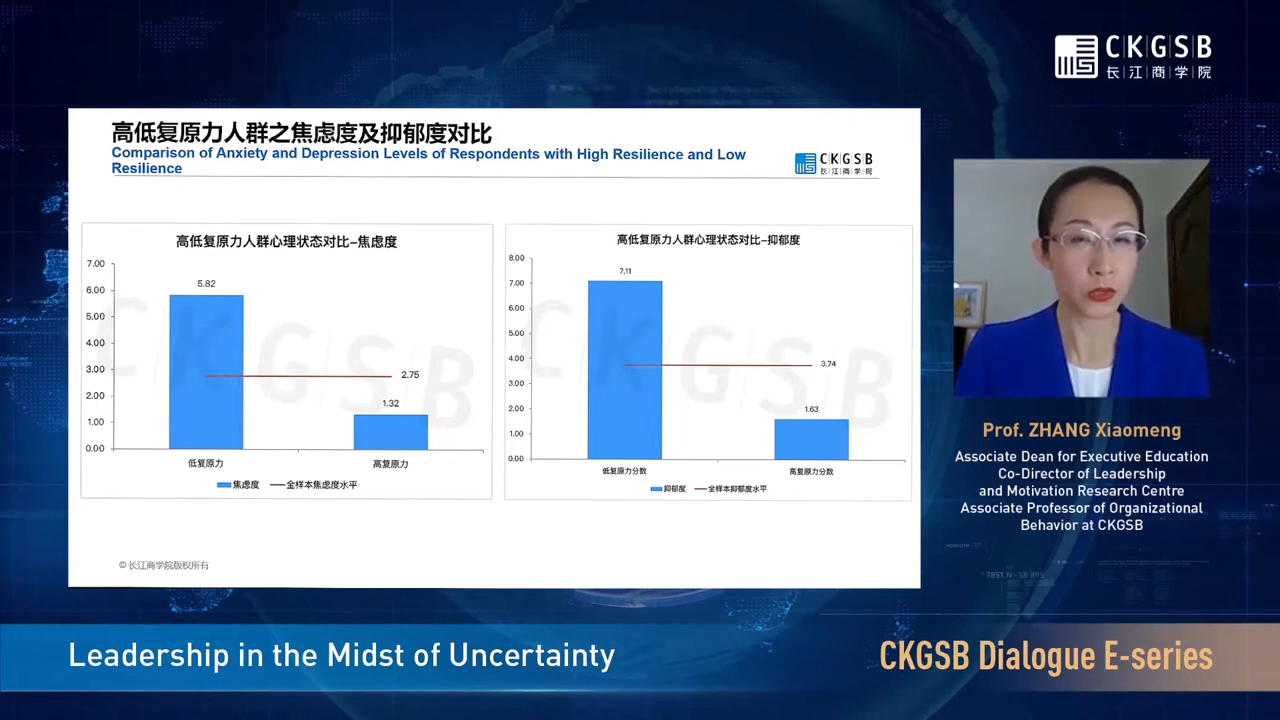 CKGSB
长江商学院
高低复原力人群之焦虑度及抑郁度对比
Comparison of Anxiety and Depression Levels of Respondents with High Resilience and Low
Resilience
CKGSB
长江商学院
高低复原力人群心理状态对比–焦虑度
7.00
6.00
5.00
4.00
3.00
2.00
1.00
0.00
5.82
2.75
1.32
低复原力
高复原力
焦虑度
全样本焦虑度水平
高低复原力人群心理状态对比–抑郁度
8.00
7.00
6.00
5.00
4.00
3.00
2.00
1.00
0.00
7.11
3.74
1.63
低复原力分数
高复原力分数
抑郁度
全样本抑郁度水平
CKGSB
CKGSB
© 长江商学院版权所有
Prof. ZHANG Xiaomeng
Associate Dean for Executive Education
Co-Director of Leadership
and Motivation Research Centre
Associate Professor of Organizational
Behavior at CKGSB
7851 N - 58 895
Leadership in the Midst of Uncertainty
CKGSB Dialogue E-series